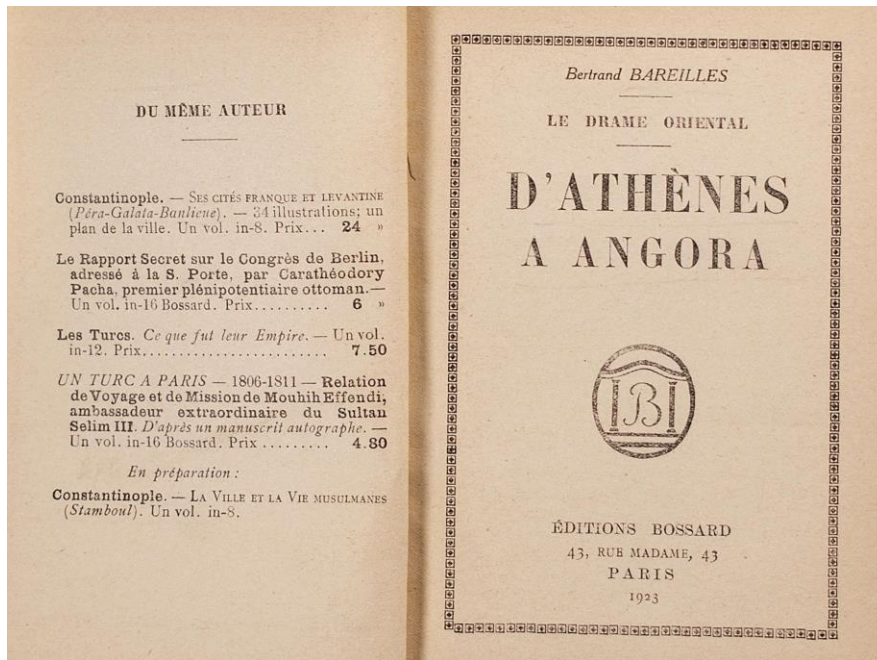 DU MÊME AUTEUR
Constantinople. — SES CITÉS FRANQUE ET LEVANTINE
(Péra-Galata-Banlieue). — 34 illustrations; un
plan de la ville. Un vol. in-8. Prix... 24 »
Le Rapport Secret sur le Congrès de Berlin,
adressé à la S. Porte, par Carathéodory
Pacha, premier plénipotentiaire ottoman.—
Un vol. in-16 Bossard. Prix.......... 6 »
Les Turcs. Ce que fut leur Empire. — Un vol.
in-12. Prix........................ 7.50
UN TURC A PARIS — 1806-1811 — Relation
de Voyage et de Mission de Mouhib Effendi,
ambassadeur extraordinaire du Sultan
Selim III. D'après un manuscrit autographe. —
Un vol. in-16 Bossard. Prix ......... 4.80
En préparation :
Constantinople. — LA VILLE ET LA VIE MUSULMANES
(Stamboul). Un vol. in-8.
Bertrand BAREILLES
LE DRAME ORIENTAL
D'ATHÈNES
A ANGORA
B
ÉDITIONS BOSSARD
43, RUE MADAME, 43
PARIS
1923